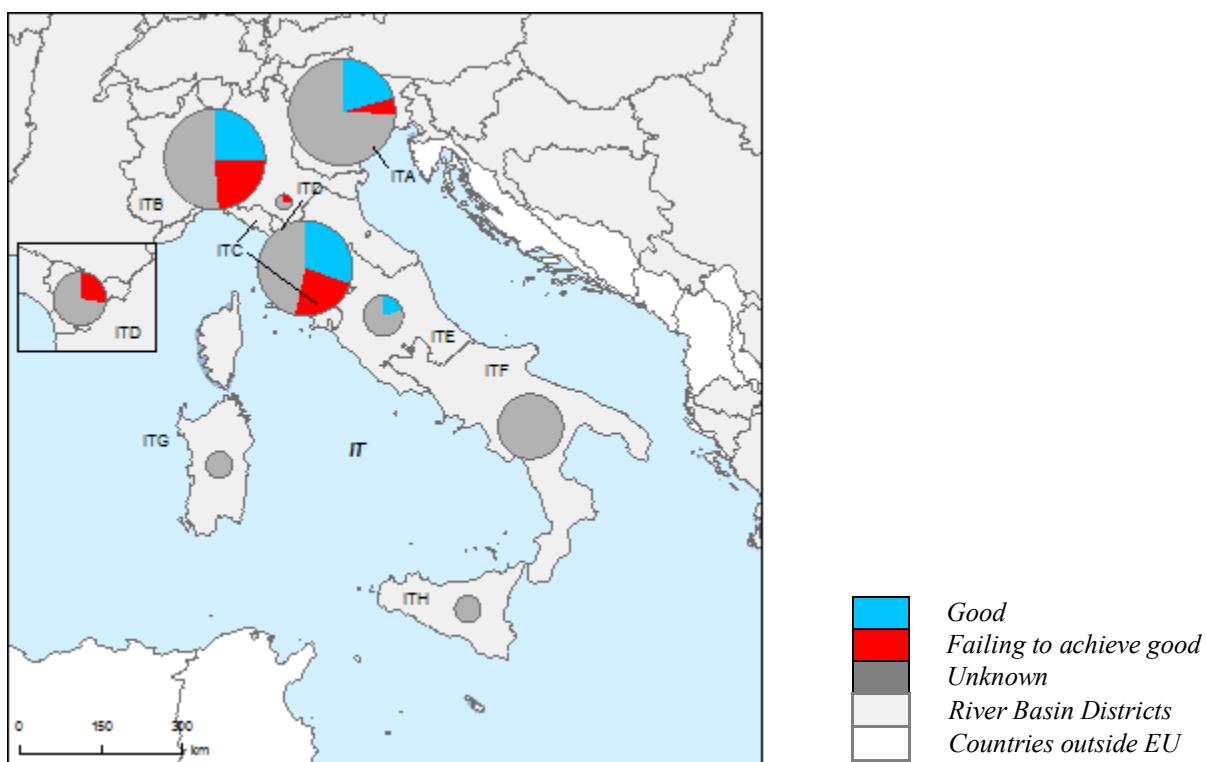 ITA
ITD
ITB
ITC
ITD
ITE
ITF
ITG
IT
ITH
0 150 300
km
Good
Failing to achieve good
Unknown
River Basin Districts
Countries outside EU